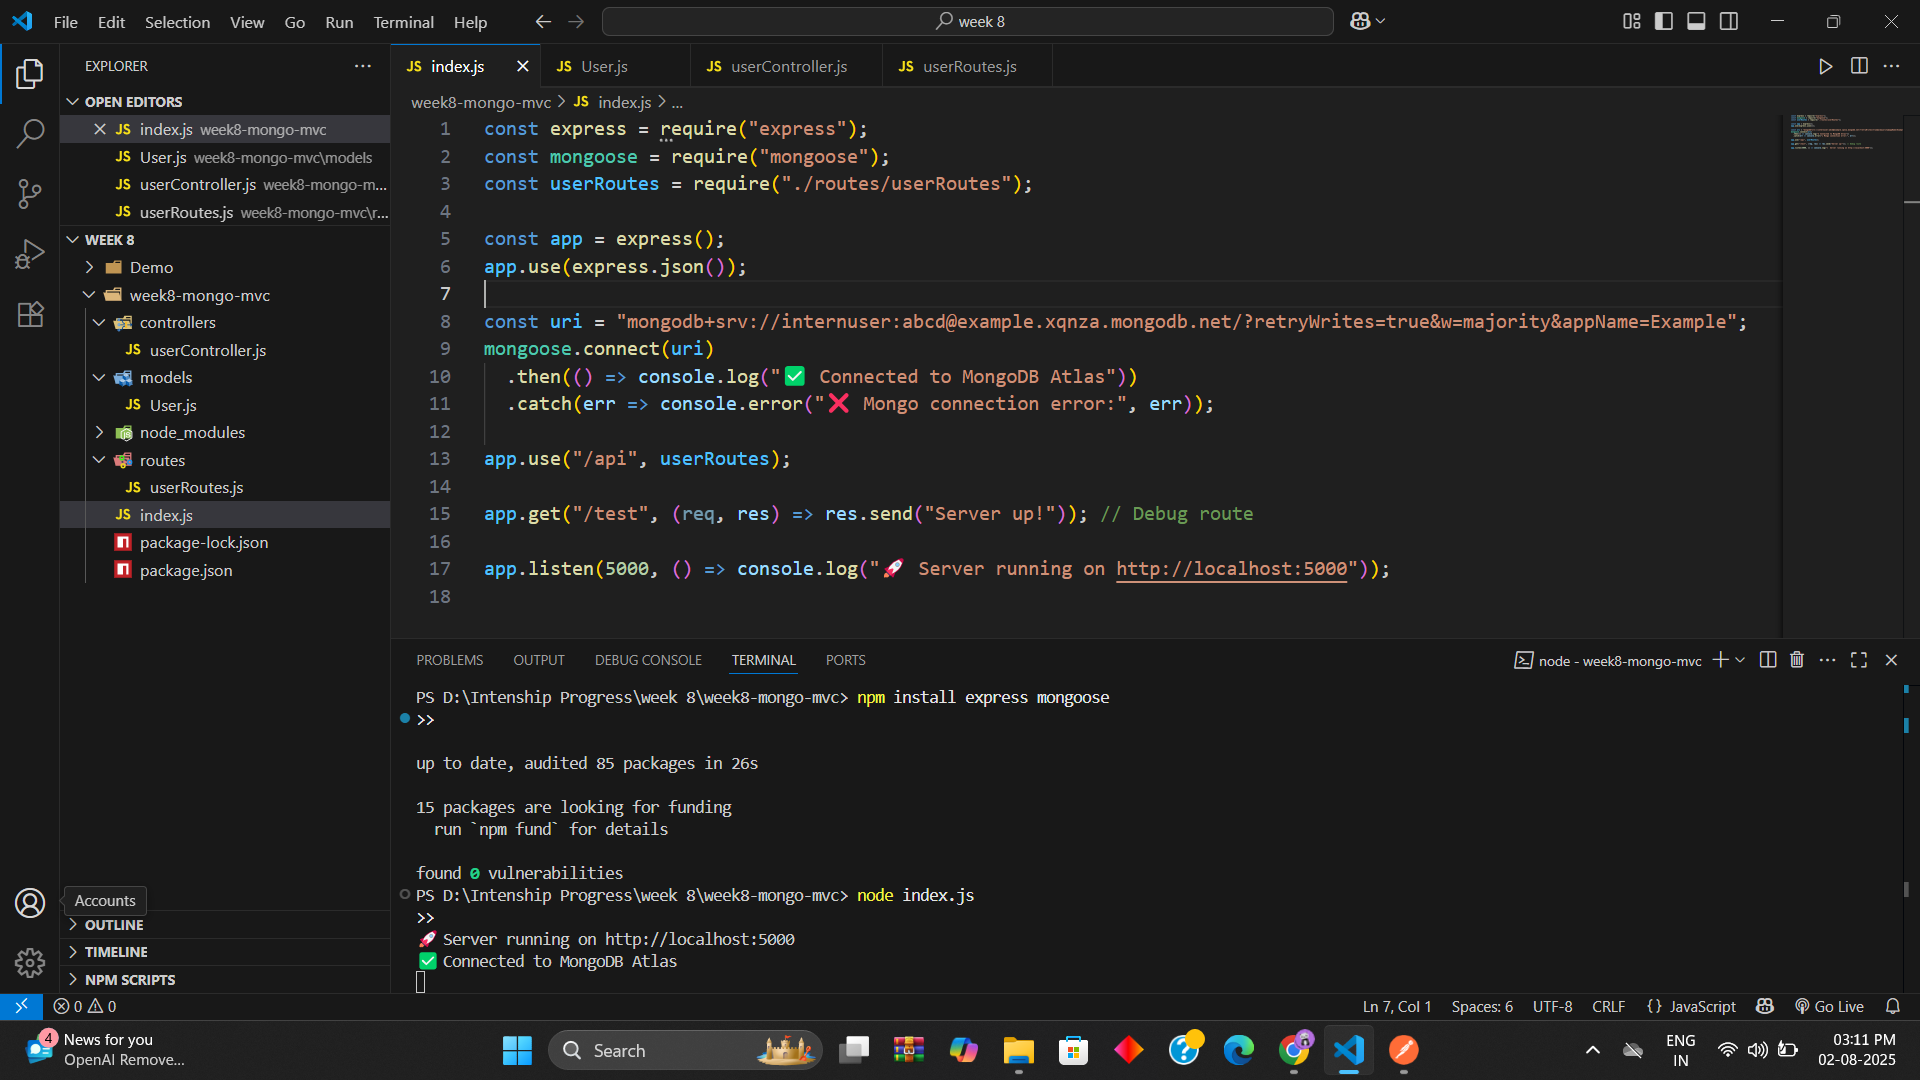 File Edit Selection View Go Run Terminal Help
week 8
EXPLORER
OPEN EDITORS
index.js week8-mongo-mvc
User.js week8-mongo-mvc\models
userController.js week8-mongo-m...
userRoutes.js week8-mongo-mvc\r...
WEEK 8
Demo
week8-mongo-mvc
controllers
JS userController.js
models
JS User.js
node_modules
routes
JS userRoutes.js
JS index.js
package-lock.json
package.json
Accounts
OUTLINE
TIMELINE
NPM SCRIPTS
JS index.js
JS User.js
JS userController.js
JS userRoutes.js
week8-mongo-mvc > JS index.js > ...
1 const express = require("express");
2 const mongoose = require("mongoose");
3 const userRoutes = require("./routes/userRoutes");
4
5 const app = express();
6 app.use(express.json());
7
8 const uri = "mongodb+srv://internuser:abcd@example.xqnza.mongodb.net/?retryWrites=true&w=majority&appName=Example";
9 mongoose.connect(uri)
10 .then(() => console.log("✅ Connected to MongoDB Atlas"))
11 .catch(err => console.error("❌ Mongo connection error:", err));
12
13 app.use("/api", userRoutes);
14
15 app.get("/test", (req, res) => res.send("Server up!")); // Debug route
16
17 app.listen(5000, () => console.log("🚀 Server running on http://localhost:5000"));
18
PROBLEMS OUTPUT DEBUG CONSOLE TERMINAL PORTS
node - week8-mongo-mvc
PS D:\Intenship Progress\week 8\week8-mongo-mvc> npm install express mongoose
>>
up to date, audited 85 packages in 26s
15 packages are looking for funding
run `npm fund` for details
found 0 vulnerabilities
PS D:\Intenship Progress\week 8\week8-mongo-mvc> node index.js
>>
🚀 Server running on http://localhost:5000
✅ Connected to MongoDB Atlas
0 0
Ln 7, Col 1 Spaces: 6 UTF-8 CRLF {} JavaScript Go Live
4
News for you
OpenAI Remove...
Search
ENG
IN
03:11 PM
02-08-2025